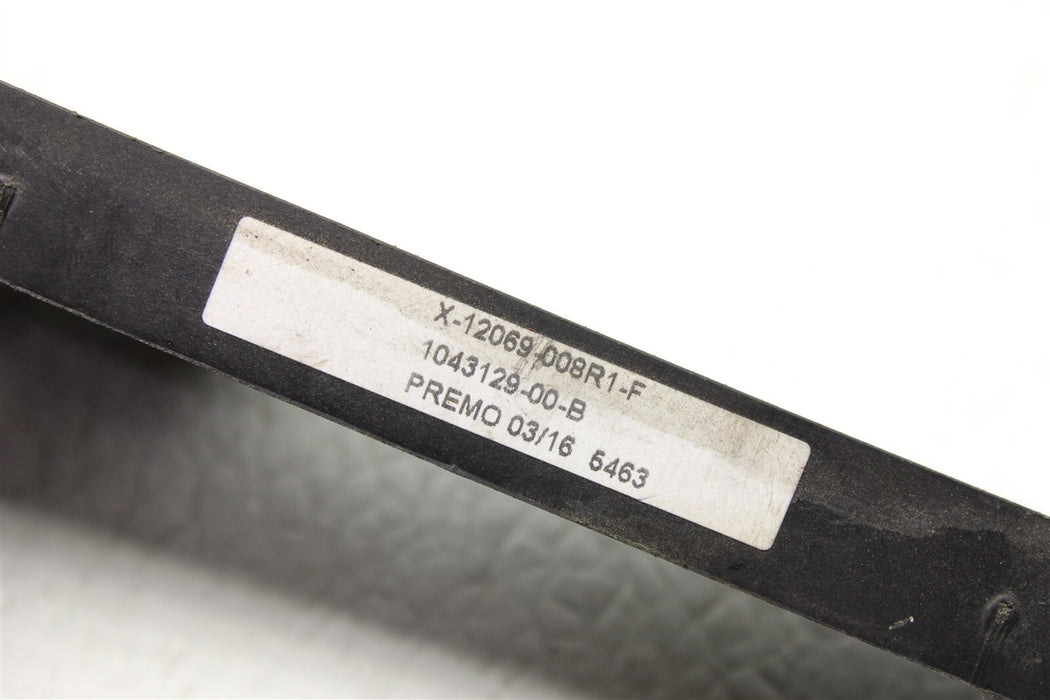 X-12069-008R1-F
1043129-00-B
PREMO 03/16 5463